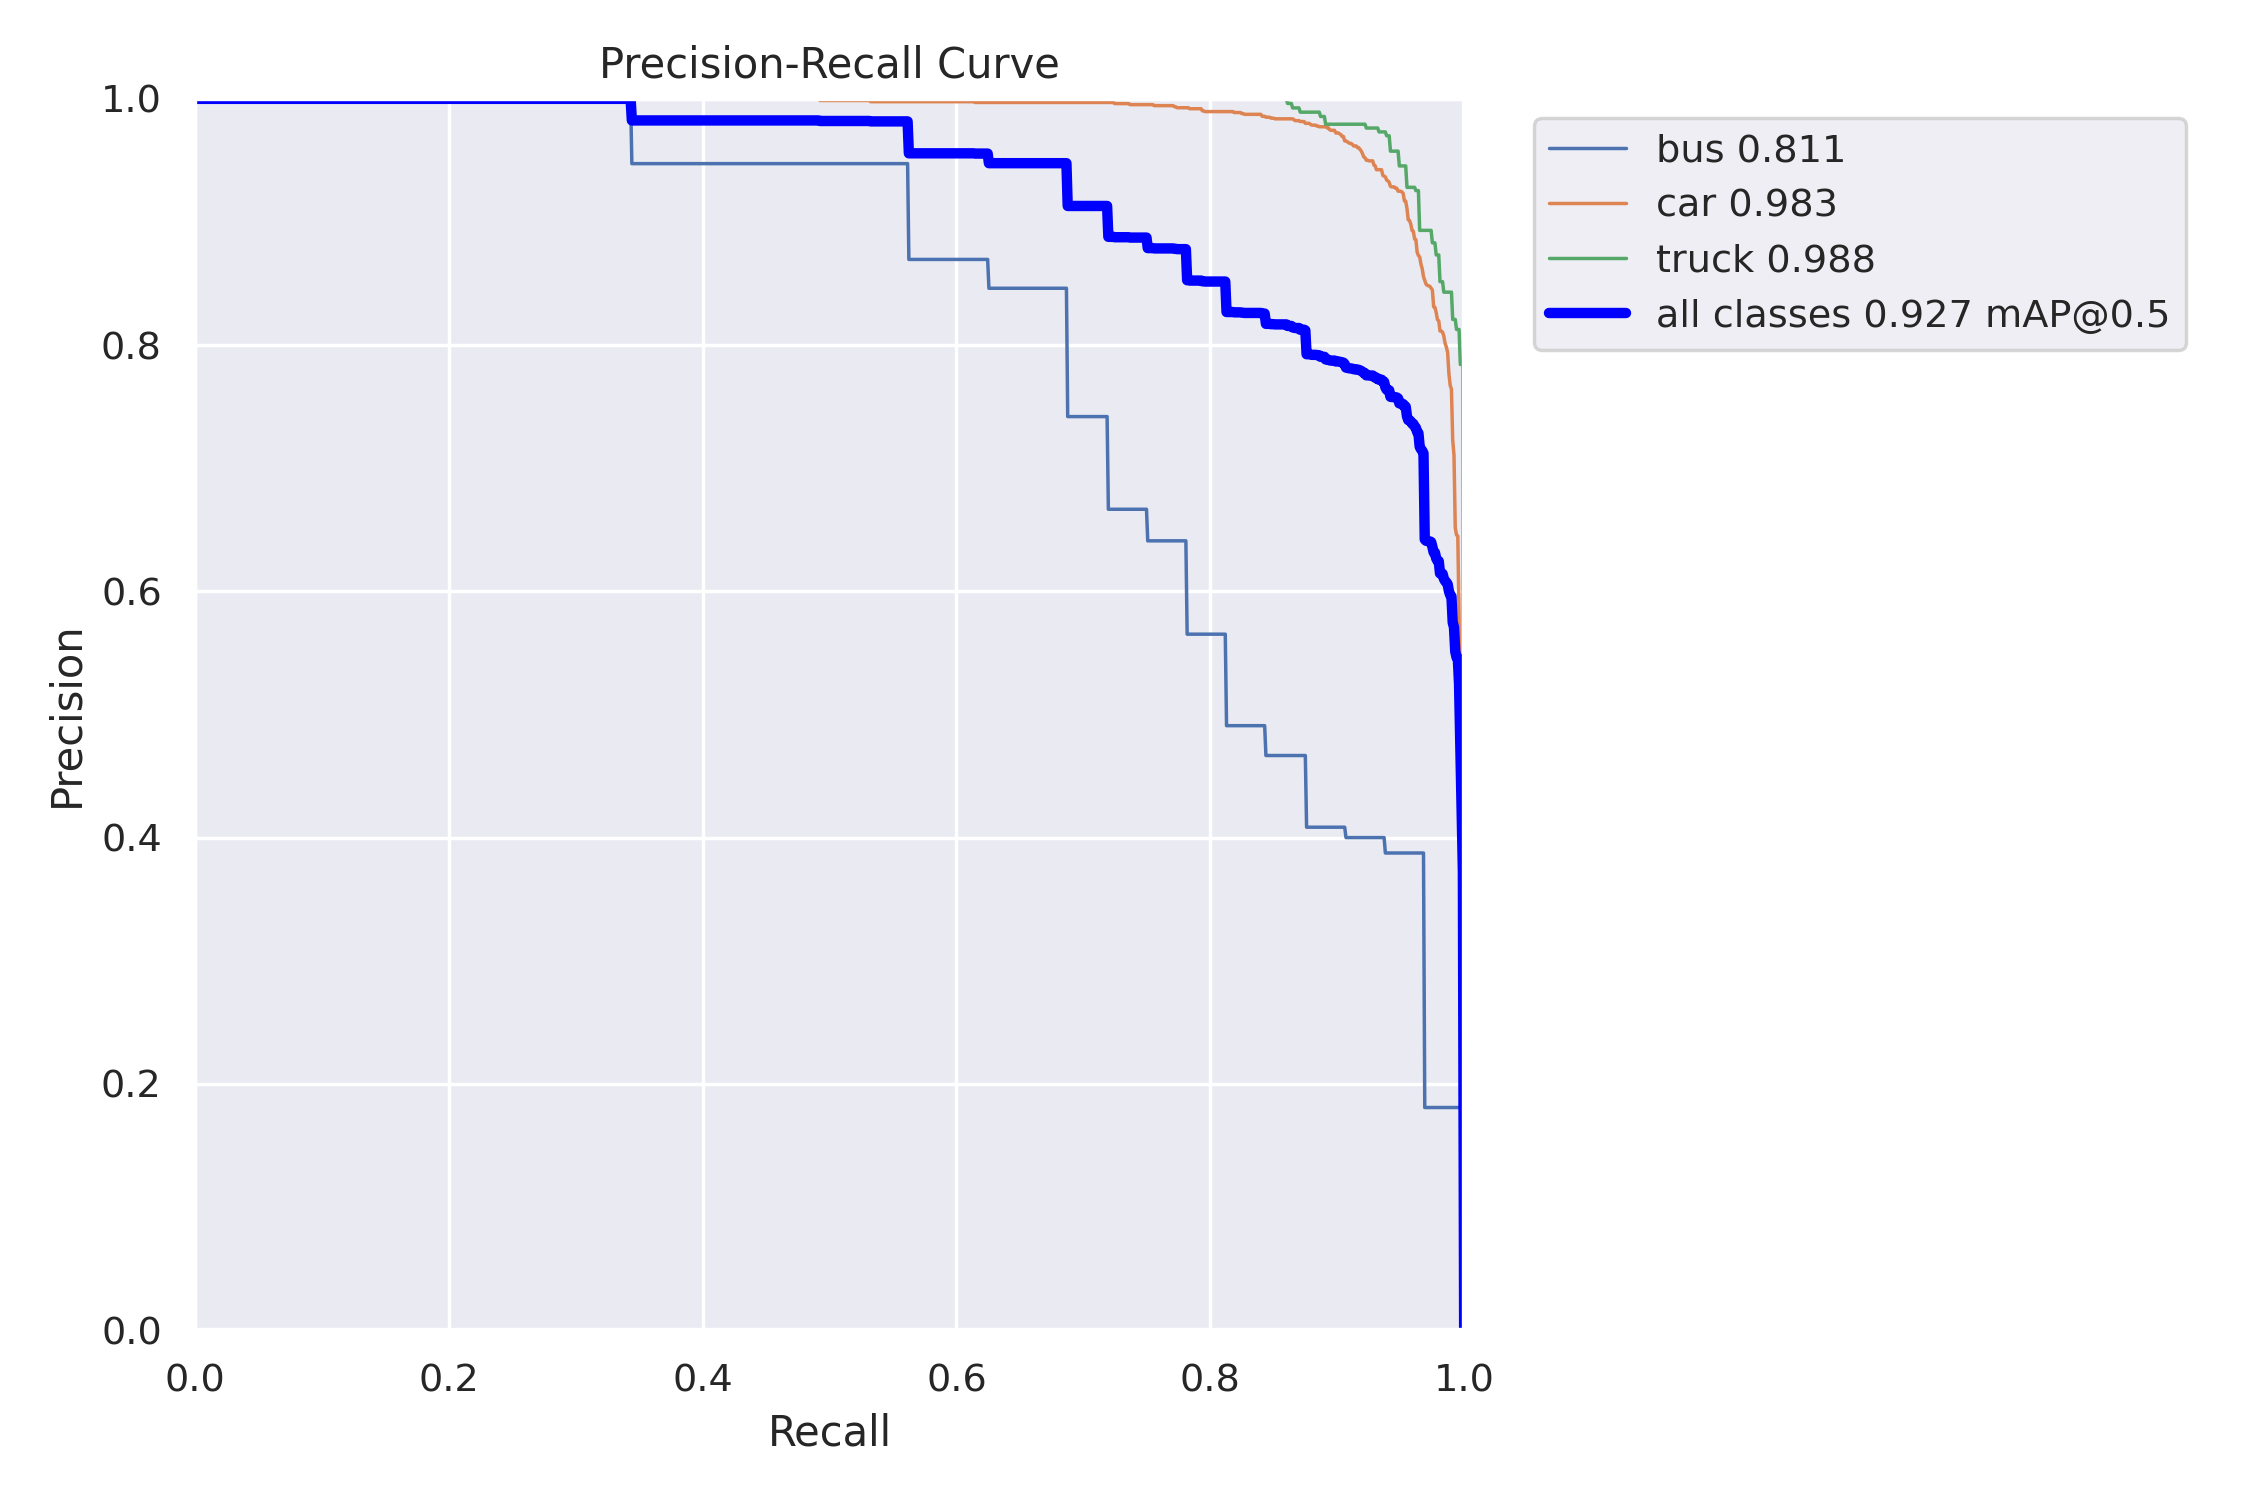 Precision-Recall Curve
1.0
0.8
0.6
0.4
0.2
0.0
Precision
0.0 0.2 0.4 0.6 0.8 1.0
Recall
bus 0.811
car 0.983
truck 0.988
all classes 0.927 mAP@0.5